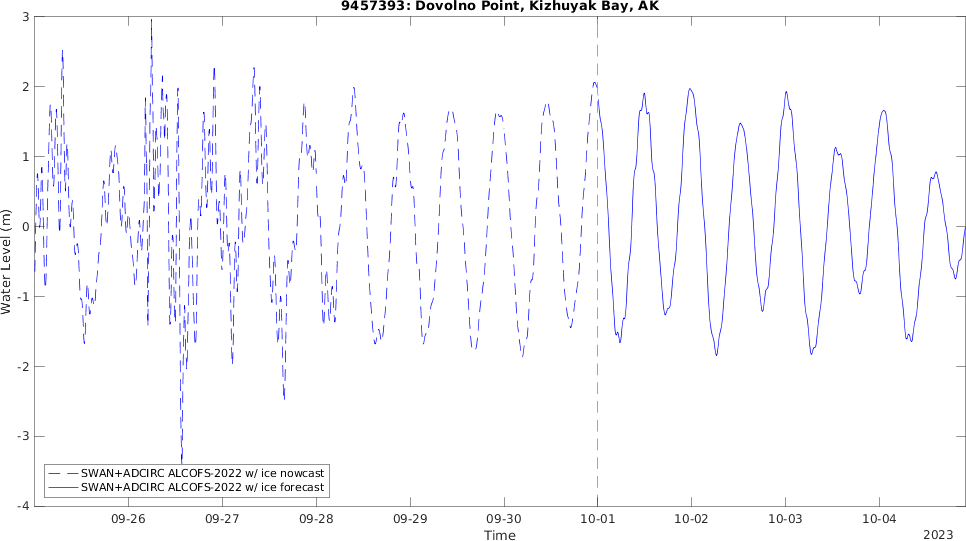 9457393: Dovolno Point, Kizhuyak Bay, AK
3
2
1
0
-1
-2
-3
-4
Water Level (m)
SWAN+ADCIRC ALCOFS-2022 w/ ice nowcast
SWAN+ADCIRC ALCOFS-2022 w/ ice forecast
09-26 09-27 09-28 09-29 09-30 10-01 10-02 10-03 10-04
Time
2023